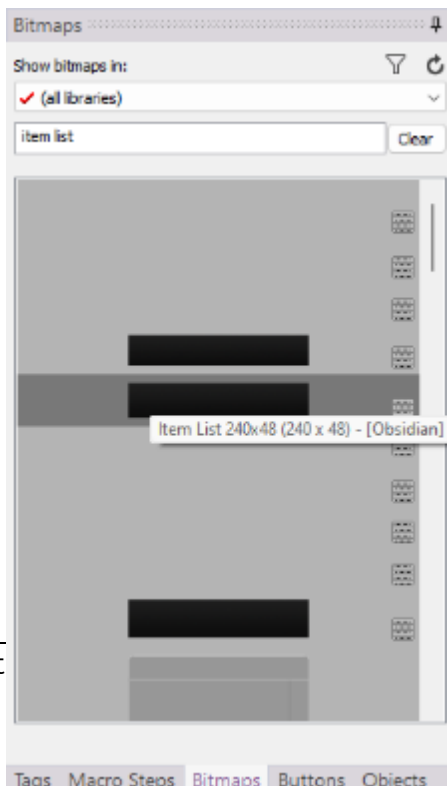 Bitmaps
Show bitmaps in:
(all libraries)
item list
Clear
Item List 240x48 (240 x 48) - [Obsidian]
Tags Macro Steps Bitmaps Buttons Objects